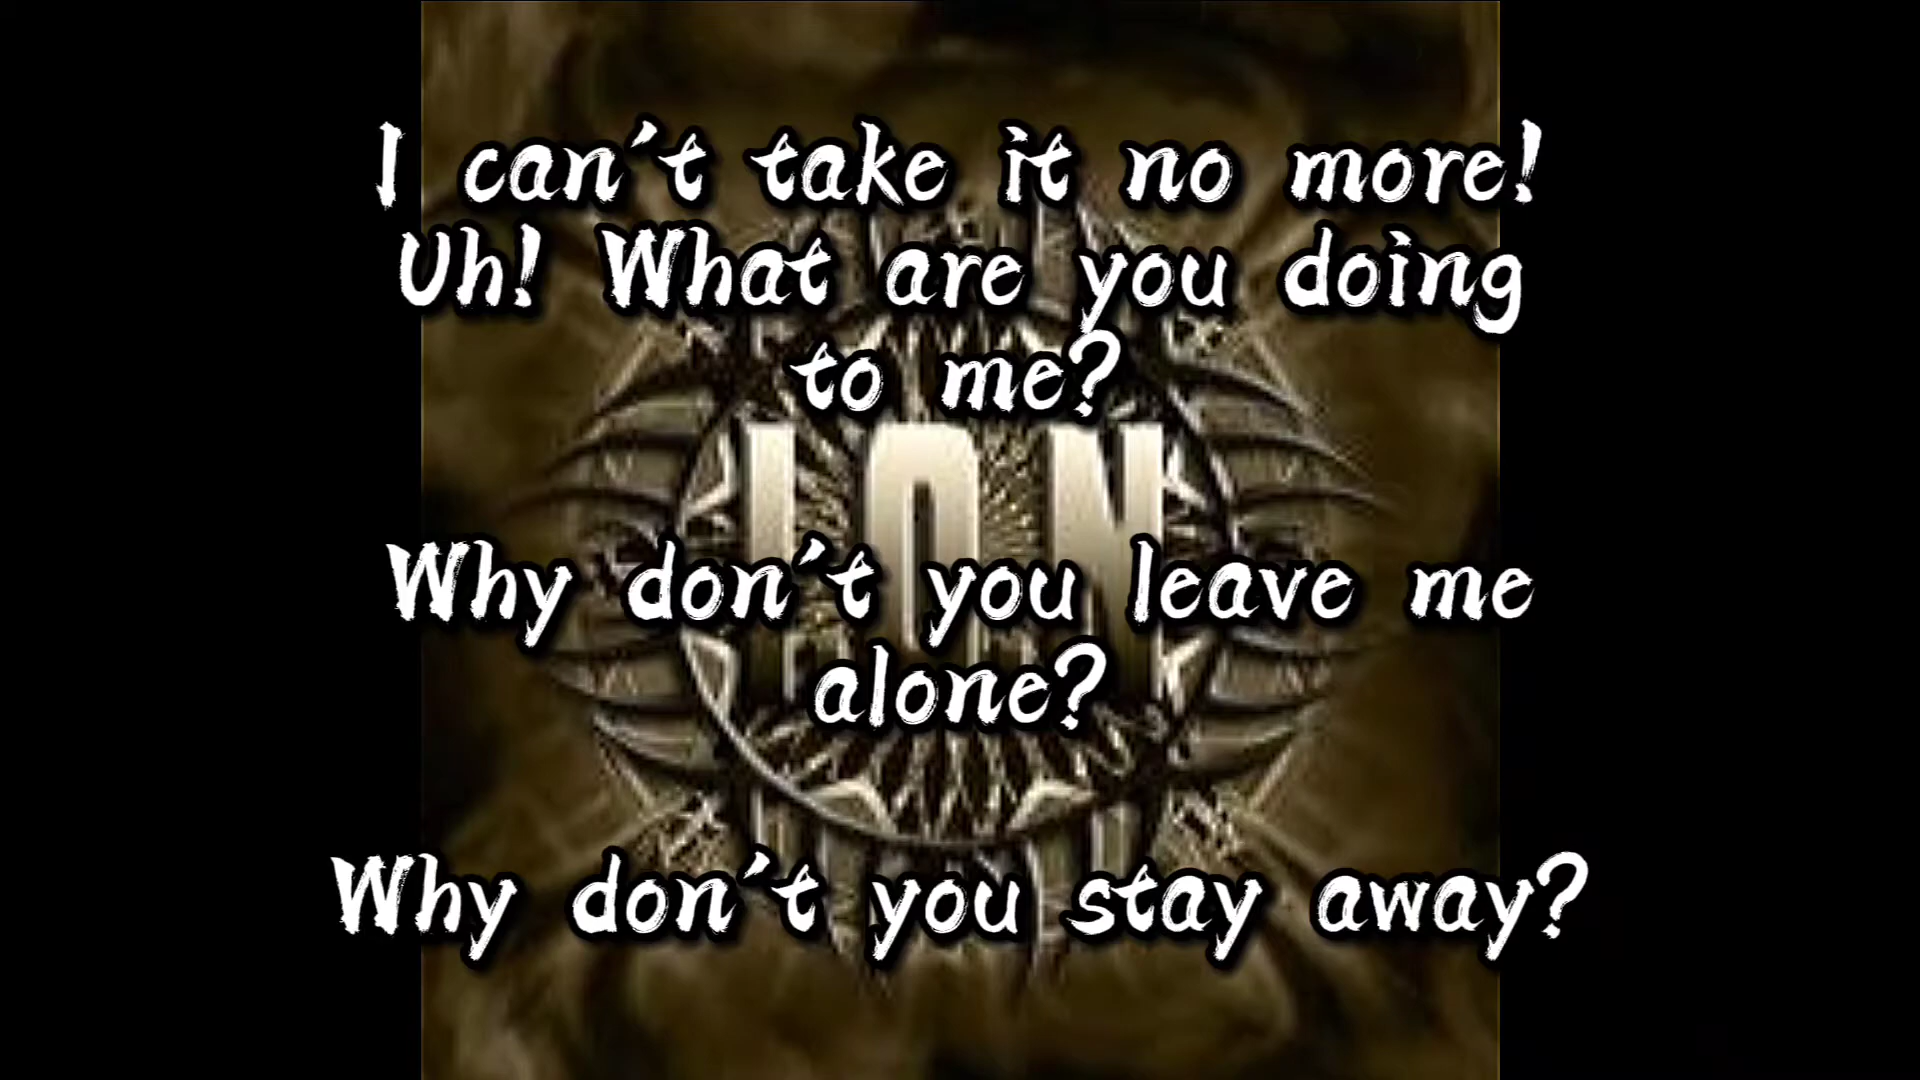 I can't take it no more!
Uh! What are you doing
to me?
ION
Why don't you leave me
alone?
Why don't you stay away?